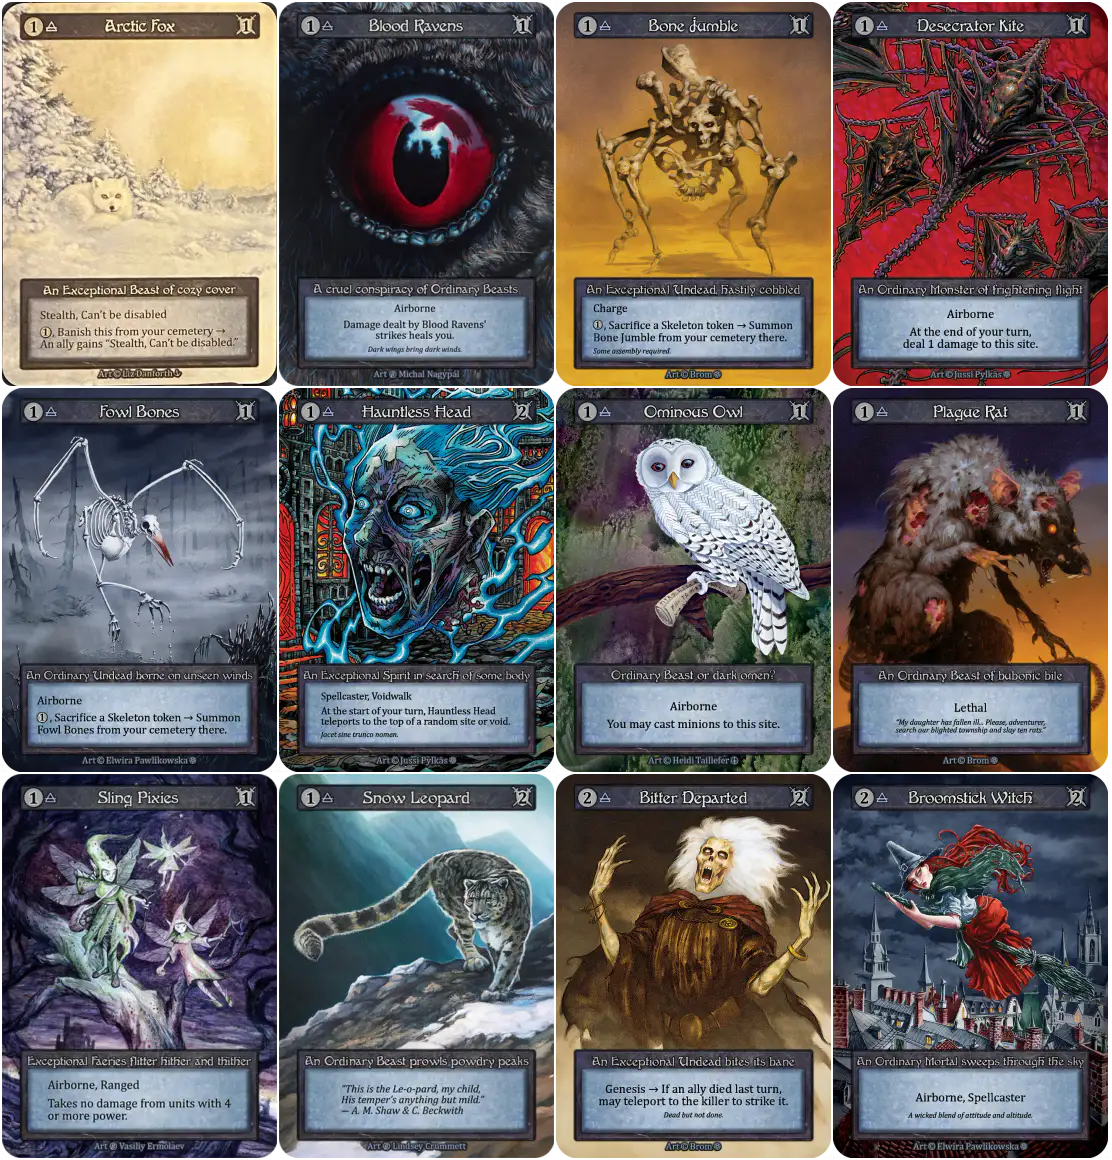 1 Arctic Fox 1
An Exceptional Beast of cozy cover
Stealth, Can't be disabled
①, Banish this from your cemetery →
An ally gains "Stealth, Can't be disabled."
Art © Liz Danforth
1 Blood Ravens 1
A cruel conspiracy of Ordinary Beasts
Airborne
Damage dealt by Blood Ravens'
strikes heals you.
Dark wings bring dark winds.
Art @ Michal Nagypál
1 Bone Jumble 1
An Exceptional Undead, hastily cobbled
Charge
①, Sacrifice a Skeleton token → Summon
Bone Jumble from your cemetery there.
Some assembly required.
Art © Brom
1 Desecrator Kite 1
An Ordinary Monster of frightening flight
Airborne
At the end of your turn,
deal 1 damage to this site.
Art © Jussi Pylkäs
1 Fowl Bones 1
An Ordinary Undead borne on unseen winds
Airborne
①, Sacrifice a Skeleton token → Summon
Fowl Bones from your cemetery there.
Art © Elwira Pawlikowska
1 Hauntless Head 2
An Exceptional Spirit in search of some body
Spellcaster, Voidwalk
At the start of your turn, Hauntless Head
teleports to the top of a random site or void.
Jacet sine trunco nomen.
Art © Jussi Pylkäs
1 Ominous Owl 1
Ordinary Beast or dark omen?
Airborne
You may cast minions to this site.
Art © Heidi Taillefer
1 Plague Rat 1
An Ordinary Beast of bubonic bile
Lethal
"My daughter has fallen ill... Please, adventurer,
search our blighted township and slay ten rats."
Art © Brom
1 Sling Pixies 1
Exceptional Faeries flitter hither and thither
Airborne, Ranged
Takes no damage from units with 4
or more power.
Art @ Vasiliy Ermolaev
1 Snow Leopard 2
An Ordinary Beast prowls powdry peaks
"This is the Le-o-pard, my child,
His temper's anything but mild."
— A. M. Shaw & C. Beckwith
Art @ Lindsey Crummett
2 Bitter Departed 2
An Exceptional Undead bites its bane
Genesis → If an ally died last turn,
may teleport to the killer to strike it.
Dead but not done.
Art © Brom
2 Broomstick Witch 2
An Ordinary Mortal sweeps through the sky
Airborne, Spellcaster
A wicked blend of attitude and altitude.
Art © Elwira Pawlikowska